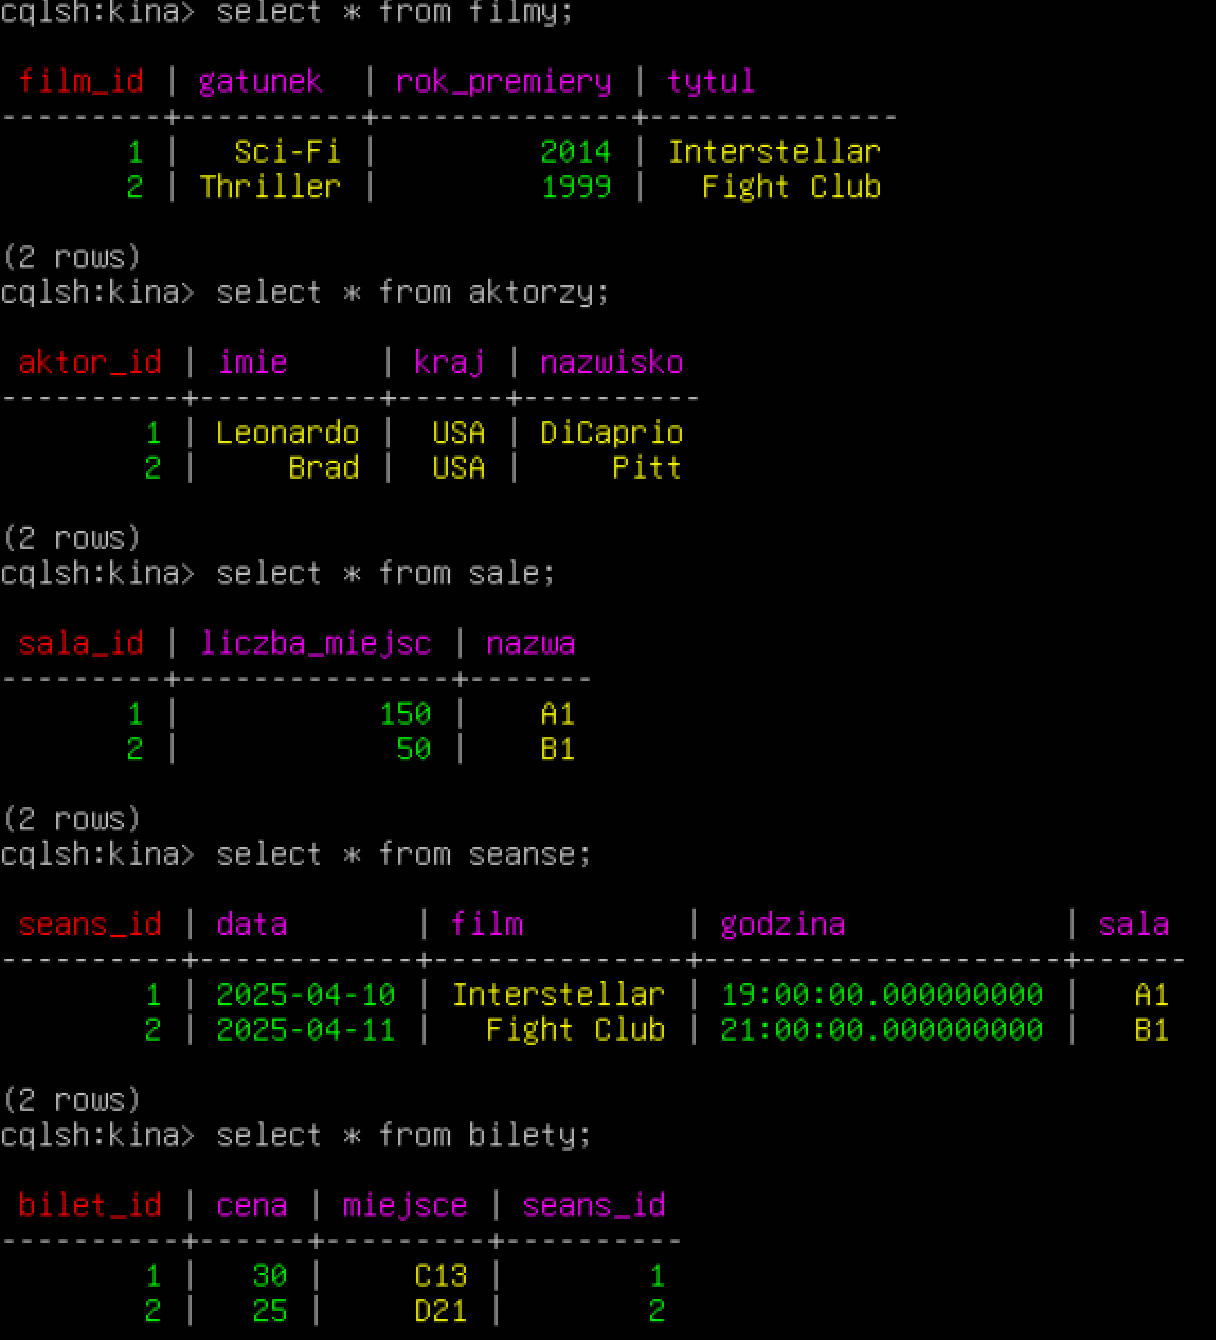 cqlsh:kina> select * from filmy;
 film_id | gatunek  | rok_premiery | tytul
---------+----------+--------------+--------------
       1 |   Sci-Fi |         2014 | Interstellar
       2 | Thriller |         1999 |   Fight Club
(2 rows)
cqlsh:kina> select * from aktorzy;
 aktor_id | imie     | kraj | nazwisko
----------+----------+------+----------
        1 | Leonardo |  USA | DiCaprio
        2 |     Brad |  USA |     Pitt
(2 rows)
cqlsh:kina> select * from sale;
 sala_id | liczba_miejsc | nazwa
---------+---------------+-------
       1 |           150 |    A1
       2 |            50 |    B1
(2 rows)
cqlsh:kina> select * from seanse;
 seans_id | data       | film         | godzina            | sala
----------+------------+--------------+--------------------+------
        1 | 2025-04-10 | Interstellar | 19:00:00.000000000 |   A1
        2 | 2025-04-11 |   Fight Club | 21:00:00.000000000 |   B1
(2 rows)
cqlsh:kina> select * from bilety;
 bilet_id | cena | miejsce | seans_id
----------+------+---------+----------
        1 |   30 |     C13 |        1
        2 |   25 |     D21 |        2